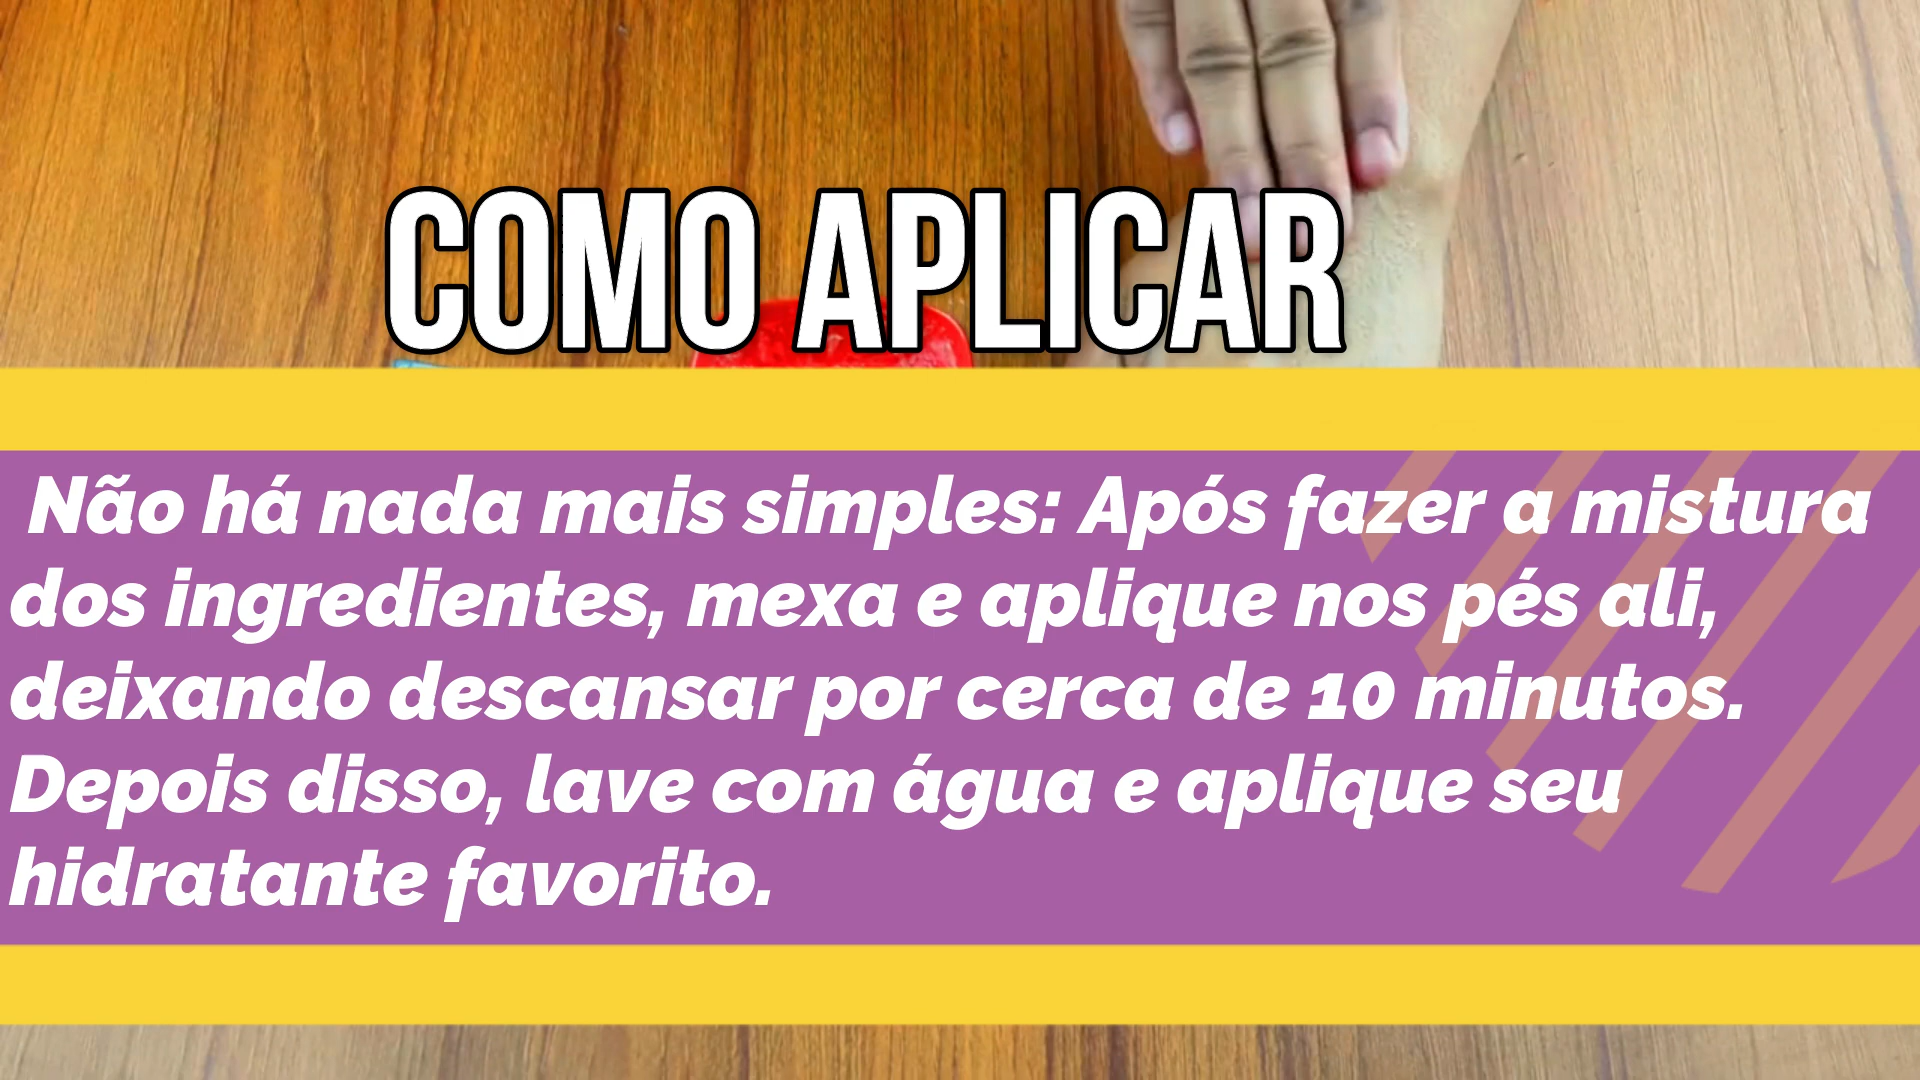 COMO APLICAR
Não há nada mais simples: Após fazer a mistura
dos ingredientes, mexa e aplique nos pés ali,
deixando descansar por cerca de 10 minutos.
Depois disso, lave com água e aplique seu
hidratante favorito.